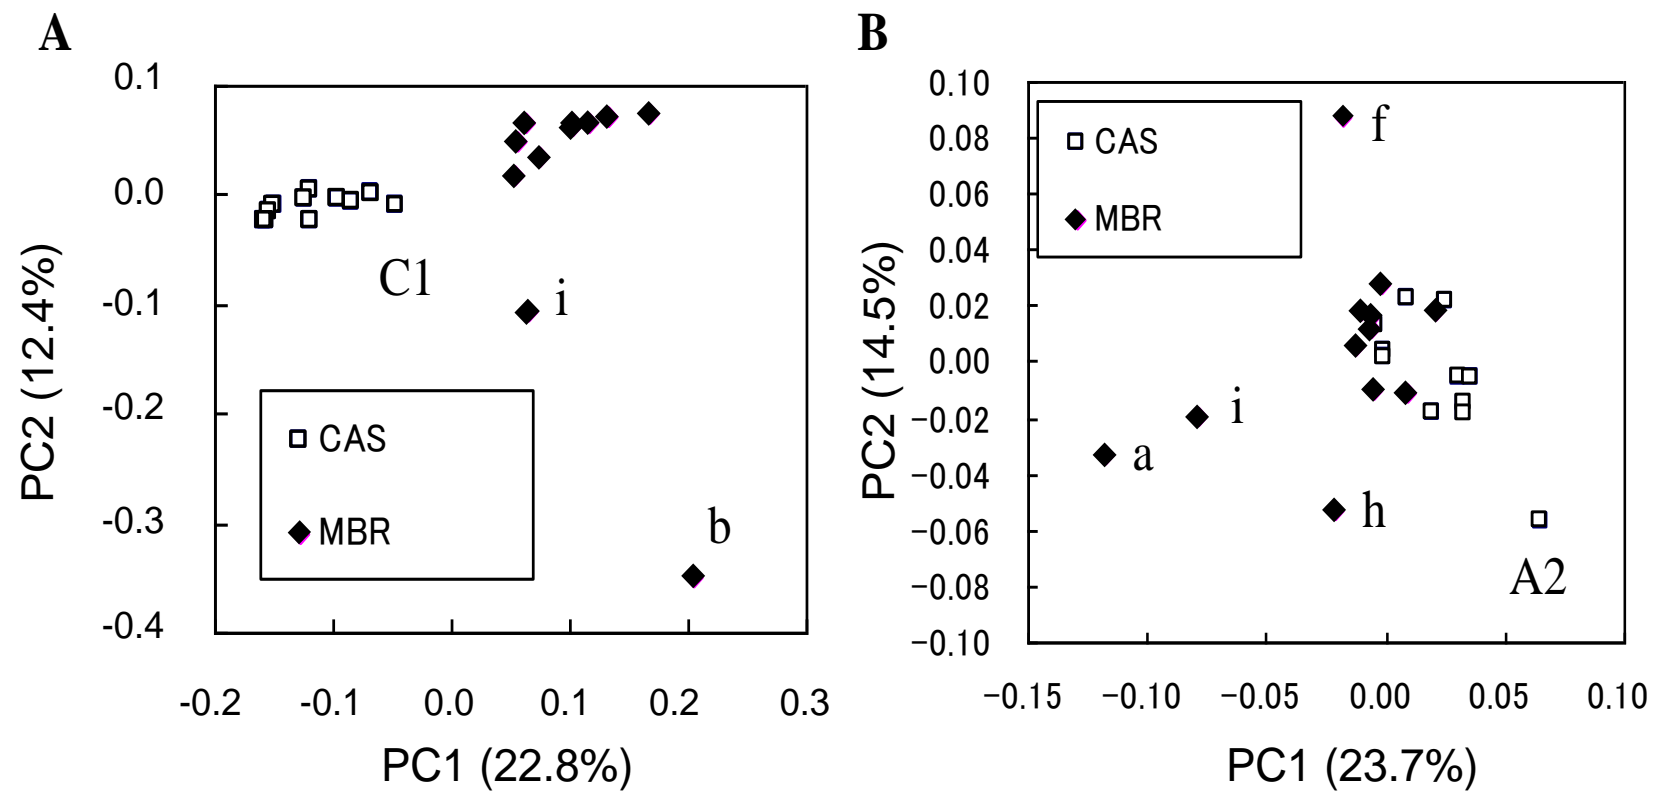 A
0.1
0.0
-0.1
-0.2
-0.3
-0.4
PC2 (12.4%)
C1
i
b
CAS
MBR
-0.2 -0.1 0.0 0.1 0.2 0.3
PC1 (22.8%)
B
0.10
0.08
0.06
0.04
0.02
0.00
−0.02
−0.04
−0.06
−0.08
−0.10
PC2 (14.5%)
CAS
MBR
f
i
a
h
A2
−0.15 −0.10 −0.05 0.00 0.05 0.10
PC1 (23.7%)